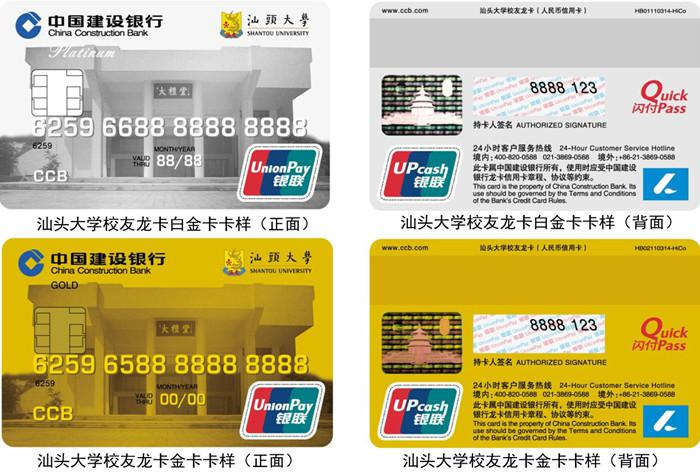 中国建设银行
China Construction Bank
汕頭大學
SHANTOU UNIVERSITY
Platinum
大禮堂
6259 6688 8888 8888
6259
MONTH/YEAR
VALID THRU 88/88
CCB
UnionPay
银联
汕头大学校友龙卡白金卡卡样（正面）
www.ccb.com
汕头大学校友龙卡（人民币信用卡）
HB01110314-HiCo
8888 123
Quick
闪付Pass
持卡人签名 AUTHORIZED SIGNATURE
24小时客户服务热线 24-Hour Customer Service Hotline
境内：400-820-0588 021-3869-0588 境外：+86-21-3869-0588
此卡属中国建设银行所有，使用时应受中国建设
银行龙卡信用卡章程、协议等约束。
This card is the property of China Construction Bank. Its
use should be governed by the Terms and Conditions
of the Bank's Credit Card Rules.
UPcash
银联
汕头大学校友龙卡白金卡卡样（背面）
中国建设银行
China Construction Bank
汕頭大學
SHANTOU UNIVERSITY
GOLD
大禮堂
6259 6588 8888 8888
6259
MONTH/YEAR
VALID THRU 00/00
CCB
UnionPay
银联
汕头大学校友龙卡金卡卡样（正面）
www.ccb.com
汕头大学校友龙卡（人民币信用卡）
HB02110314-HiCo
8888 123
Quick
闪付Pass
持卡人签名 AUTHORIZED SIGNATURE
24小时客户服务热线 24-Hour Customer Service Hotline
境内：400-820-0588 021-3869-0588 境外：+86-21-3869-0588
此卡属中国建设银行所有，使用时应受中国建设
银行龙卡信用卡章程、协议等约束。
This card is the property of China Construction Bank. Its
use should be governed by the Terms and Conditions
of the Bank's Credit Card Rules.
UPcash
银联
汕头大学校友龙卡金卡卡样（背面）